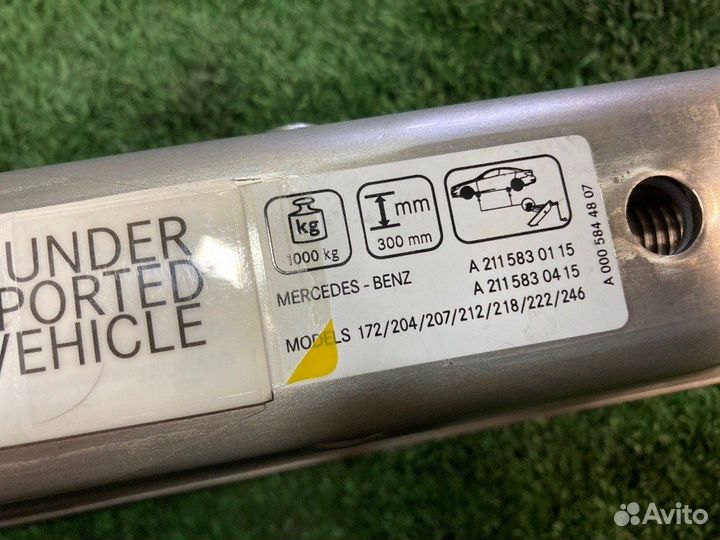 UNDER
PORTED
VEHICLE
kg
000 kg
mm
300 mm
MERCEDES - BENZ
A 211 583 01 15
A 211 583 04 15
MODELS 172/204/207/212/218/222/246
A 000 584 48 07
Avito